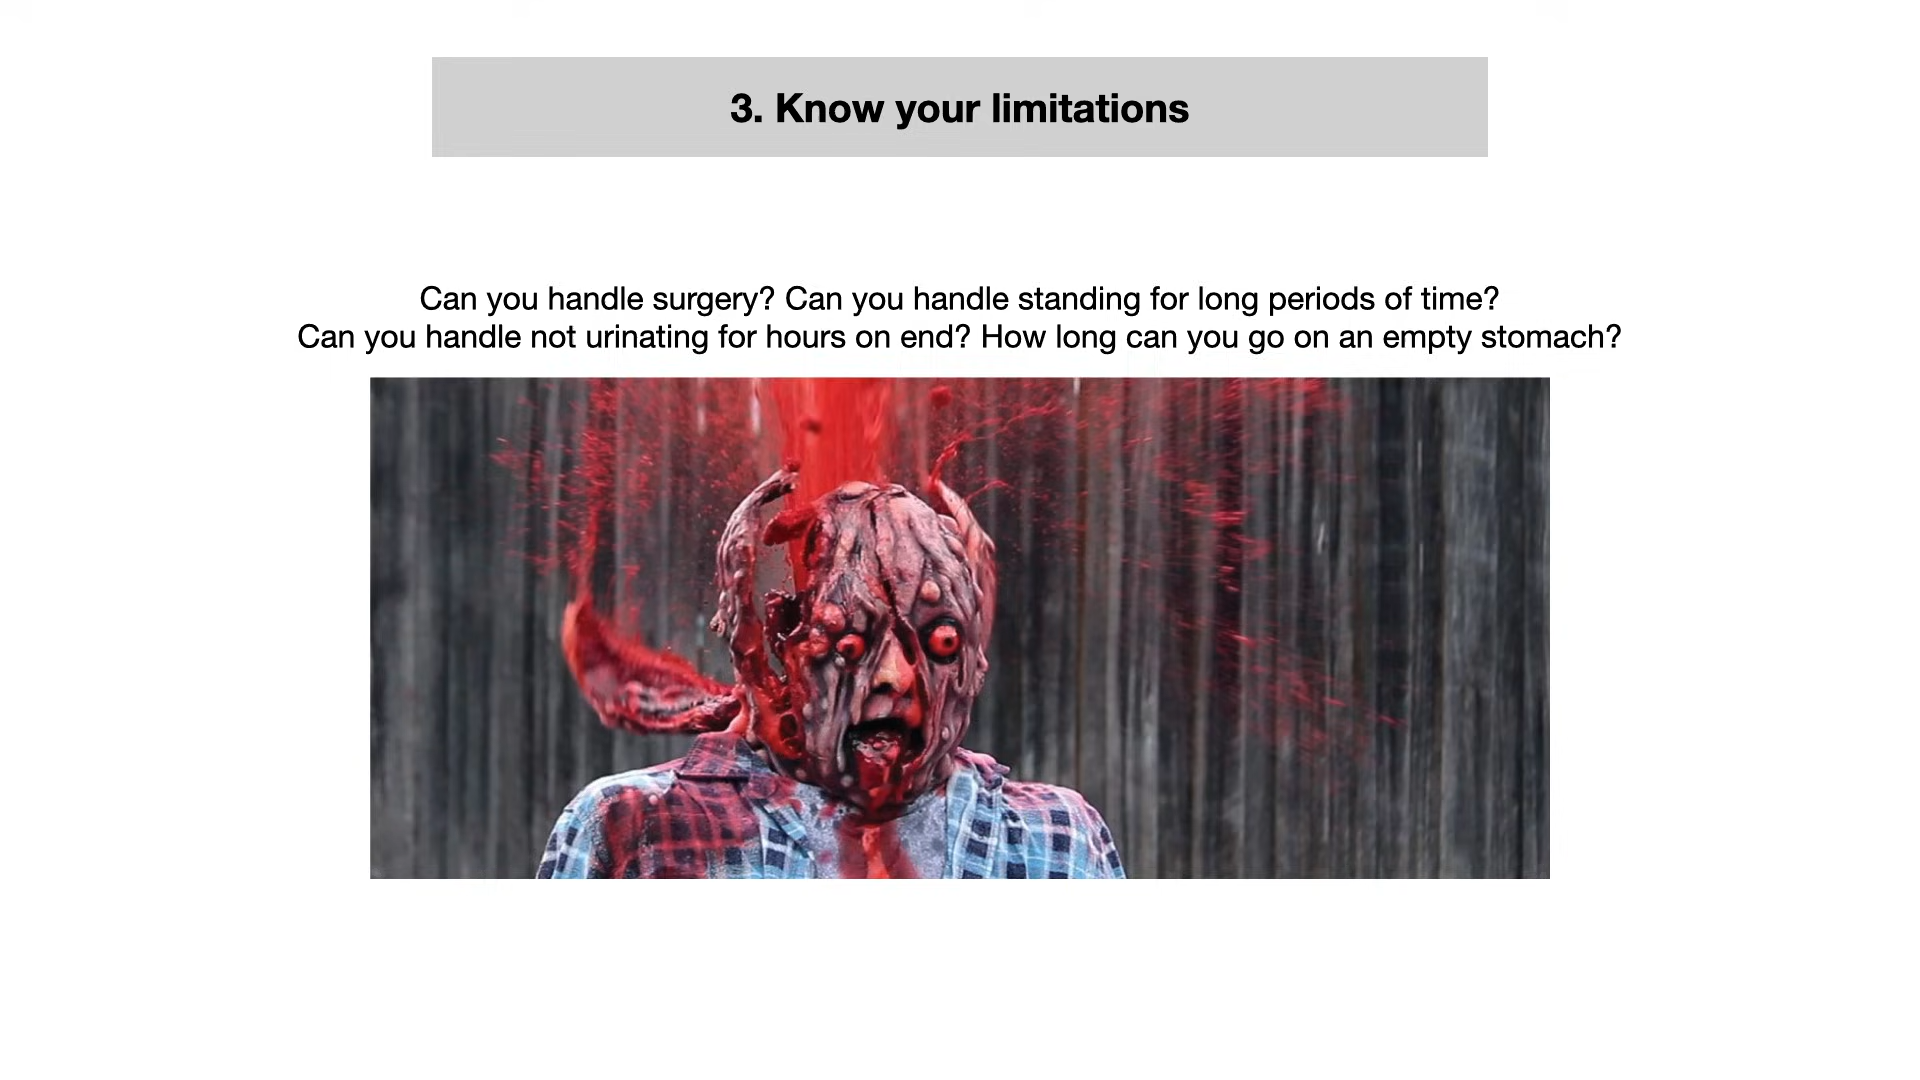 3. Know your limitations
Can you handle surgery? Can you handle standing for long periods of time?
Can you handle not urinating for hours on end? How long can you go on an empty stomach?